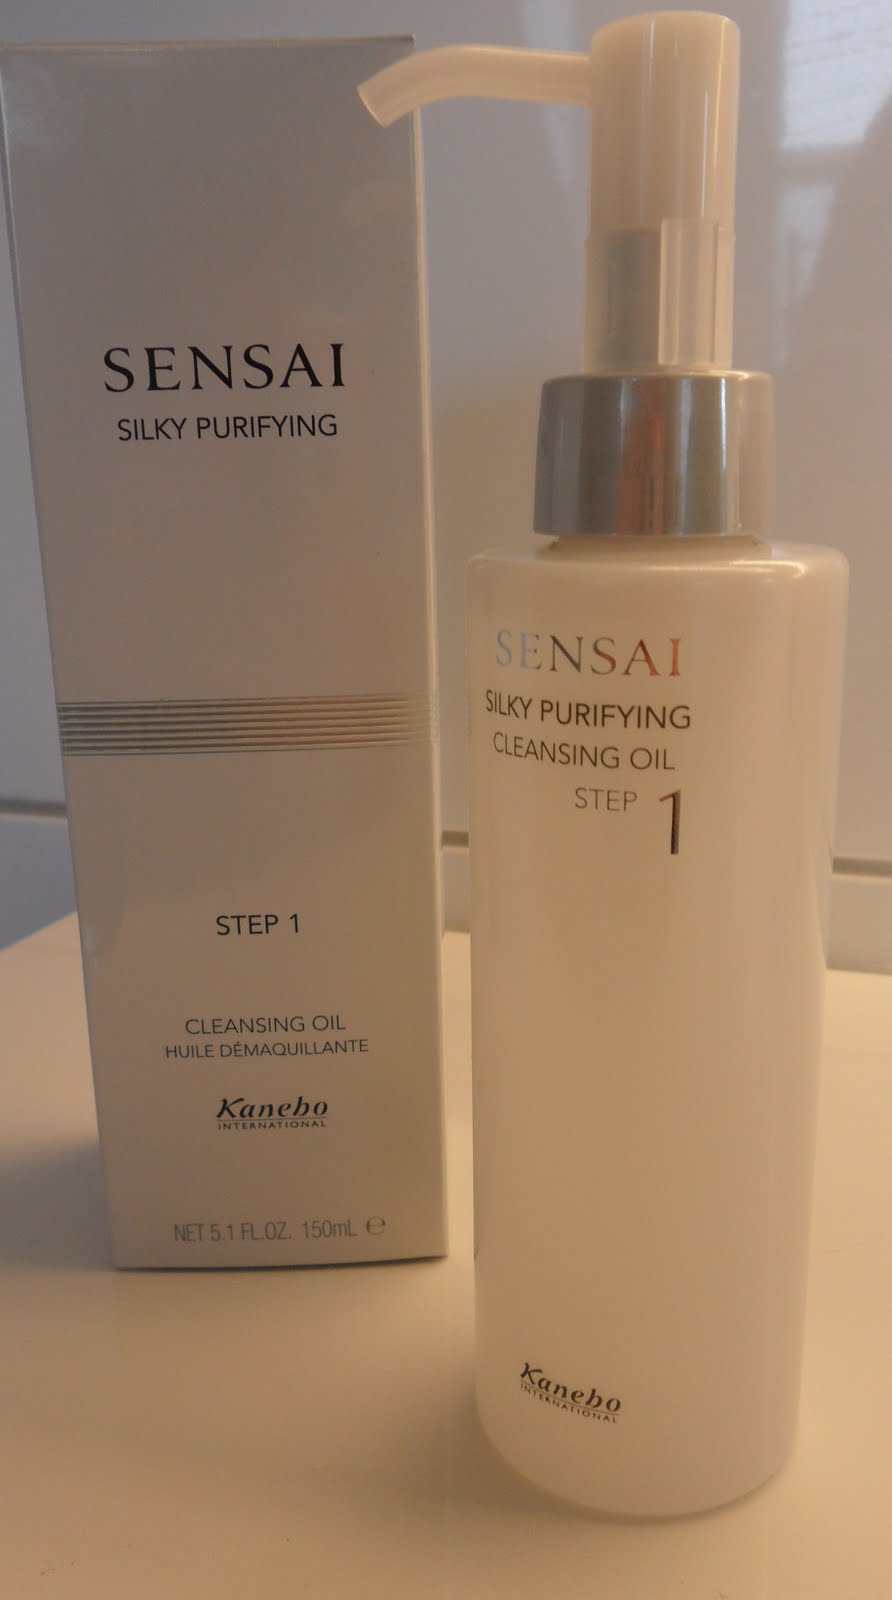 SENSAI
SILKY PURIFYING
STEP 1
CLEANSING OIL
HUILE DÉMAQUILLANTE
Kanebo
INTERNATIONAL
NET 5.1 FL.OZ. 150mL ℮
SENSAI
SILKY PURIFYING
CLEANSING OIL
STEP 1
Kanebo
INTERNATIONAL